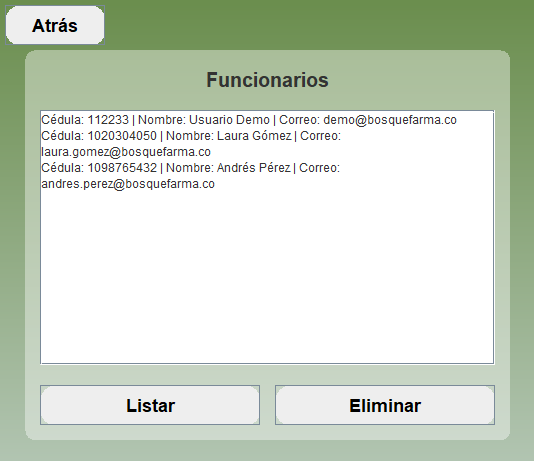 Atrás
Funcionarios
Cédula: 112233 | Nombre: Usuario Demo | Correo: demo@bosquefarma.co
Cédula: 1020304050 | Nombre: Laura Gómez | Correo:
laura.gomez@bosquefarma.co
Cédula: 1098765432 | Nombre: Andrés Pérez | Correo:
andres.perez@bosquefarma.co
Listar
Eliminar